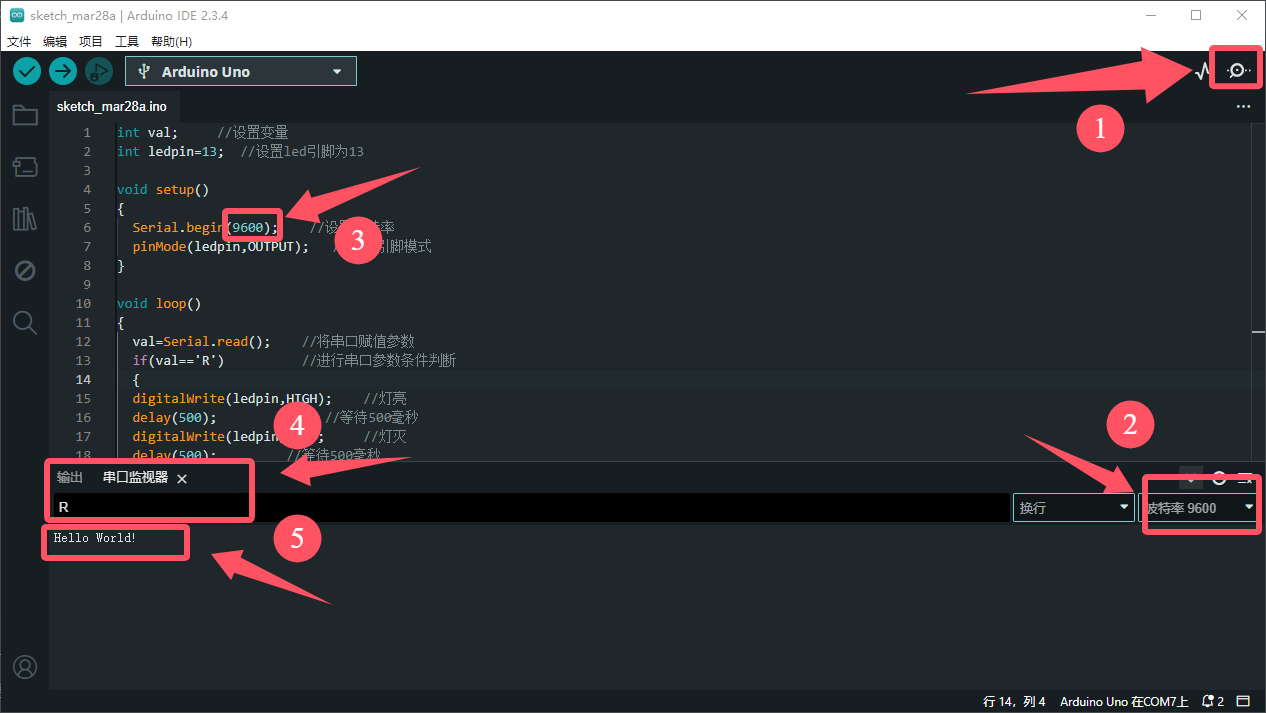 sketch_mar28a | Arduino IDE 2.3.4
文件 编辑 项目 工具 帮助(H)
Arduino Uno
1
sketch_mar28a.ino
1 int val; //设置变量
2 int ledpin=13; //设置led引脚为13
3
4 void setup()
5 {
6 Serial.begin(9600); //设 率
7 pinMode(ledpin,OUTPUT); 引脚模式
3
8 }
9
10 void loop()
11 {
12 val=Serial.read(); //将串口赋值参数
13 if(val=='R') //进行串口参数条件判断
14 {
15 digitalWrite(ledpin,HIGH); //灯亮
16 delay(500); //等待500毫秒
17 digitalWrite(ledpin, ; //灯灭
18 delay(500); //等待500毫秒
4
2
输出 串口监视器
R
换行 波特率 9600
Hello World!
5
行 14，列 4 Arduino Uno 在COM7上 2